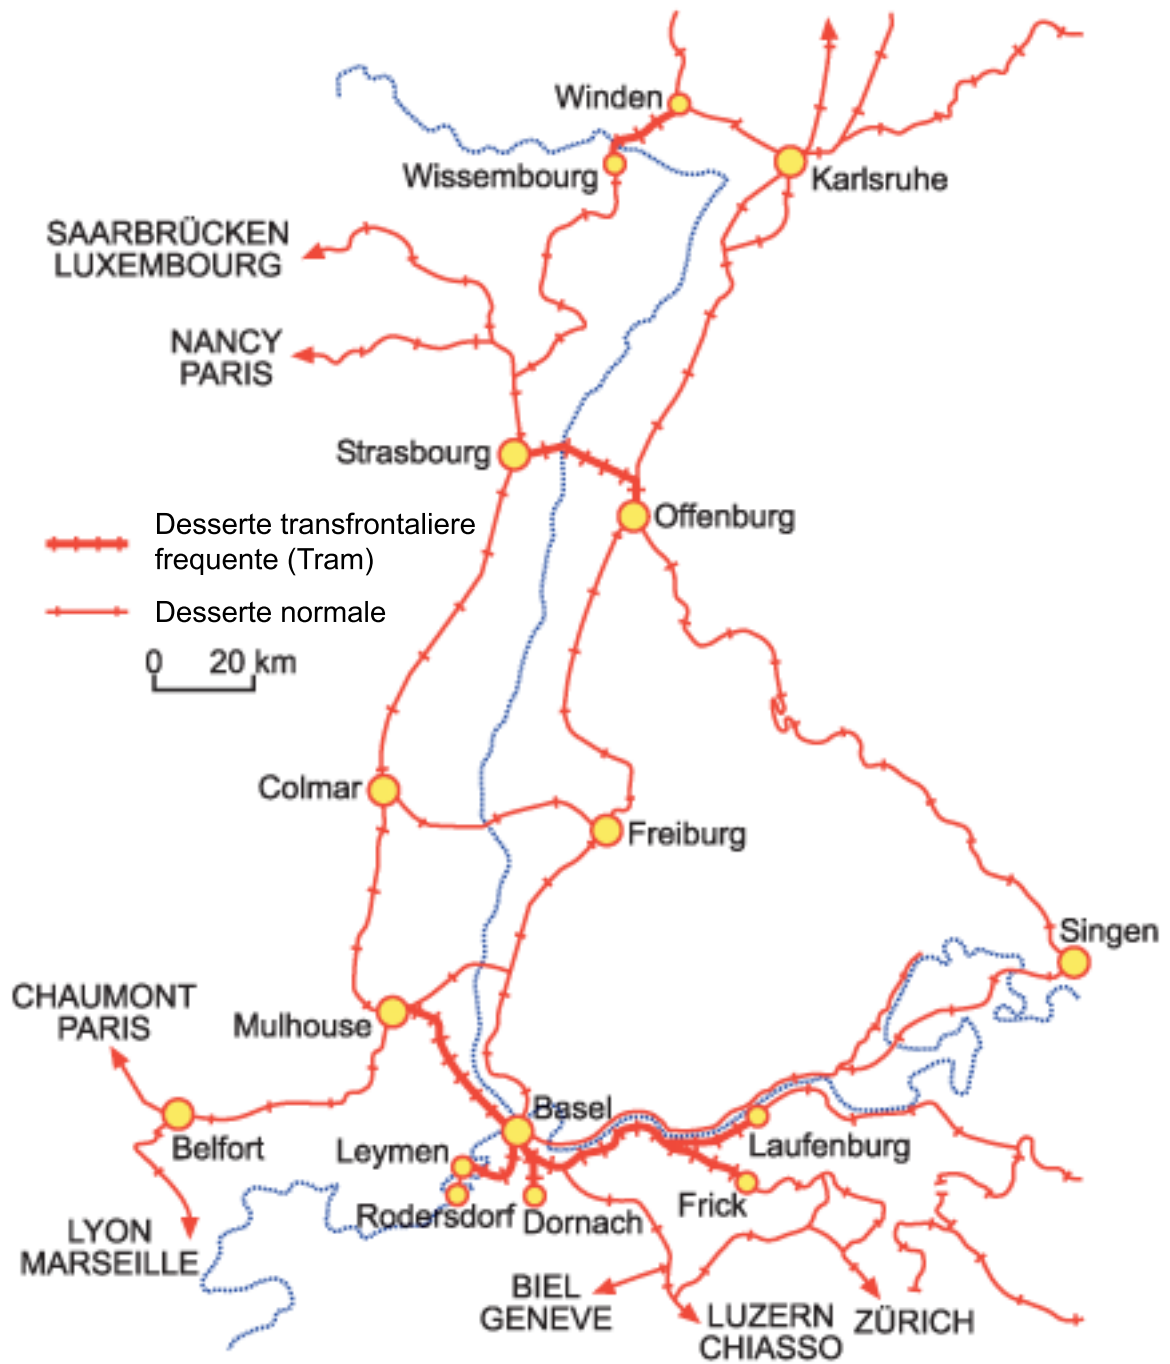 Winden
Wissembourg
Karlsruhe
SAARBRÜCKEN
LUXEMBOURG
NANCY
PARIS
Strasbourg
Offenburg
Desserte transfrontaliere
frequente (Tram)
Desserte normale
0 20 km
Colmar
Freiburg
Singen
CHAUMONT
PARIS
Mulhouse
Basel
Belfort
Leymen
Laufenburg
Rodersdorf
Dornach
Frick
LYON
MARSEILLE
BIEL
GENEVE
LUZERN
CHIASSO
ZÜRICH